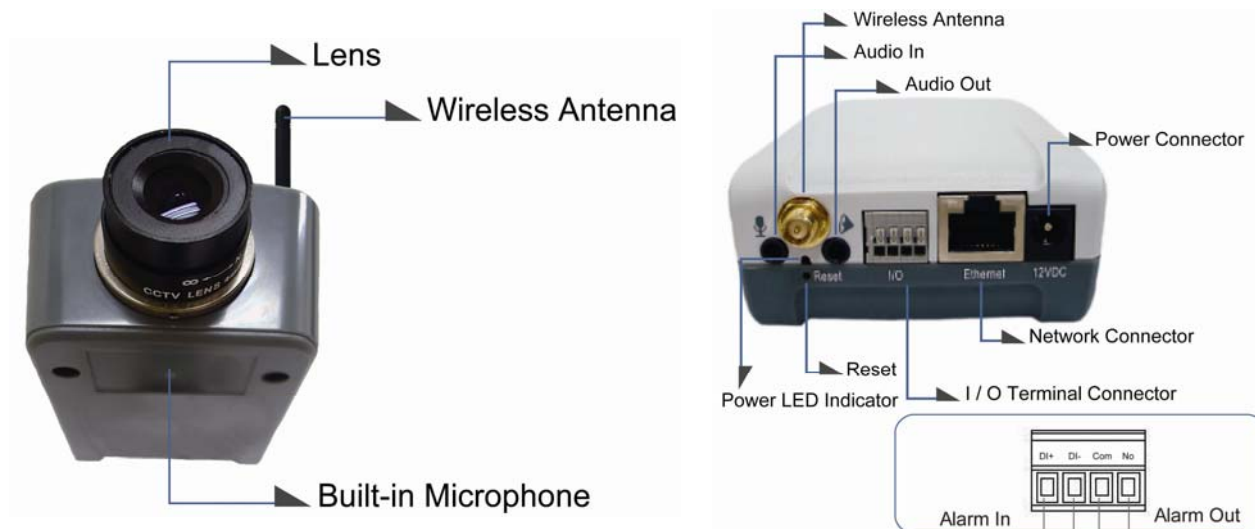 Lens
Wireless Antenna
CCTV LENS
Built-in Microphone
Wireless Antenna
Audio In
Audio Out
Power Connector
Reset
I/O
Ethernet
12VDC
Network Connector
Reset
Power LED Indicator
I / O Terminal Connector
DI+ DI- Com No
Alarm In
Alarm Out